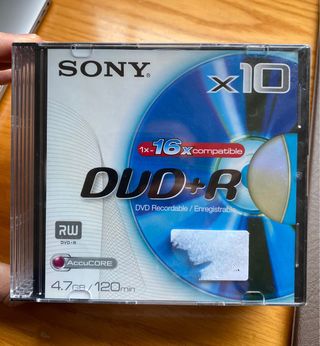 SONY®
x10
1x-16x compatible
DVD+R
DVD Recordable / Enregistrable
RW
DVD+R
AccuCORE
4.7GB/120min